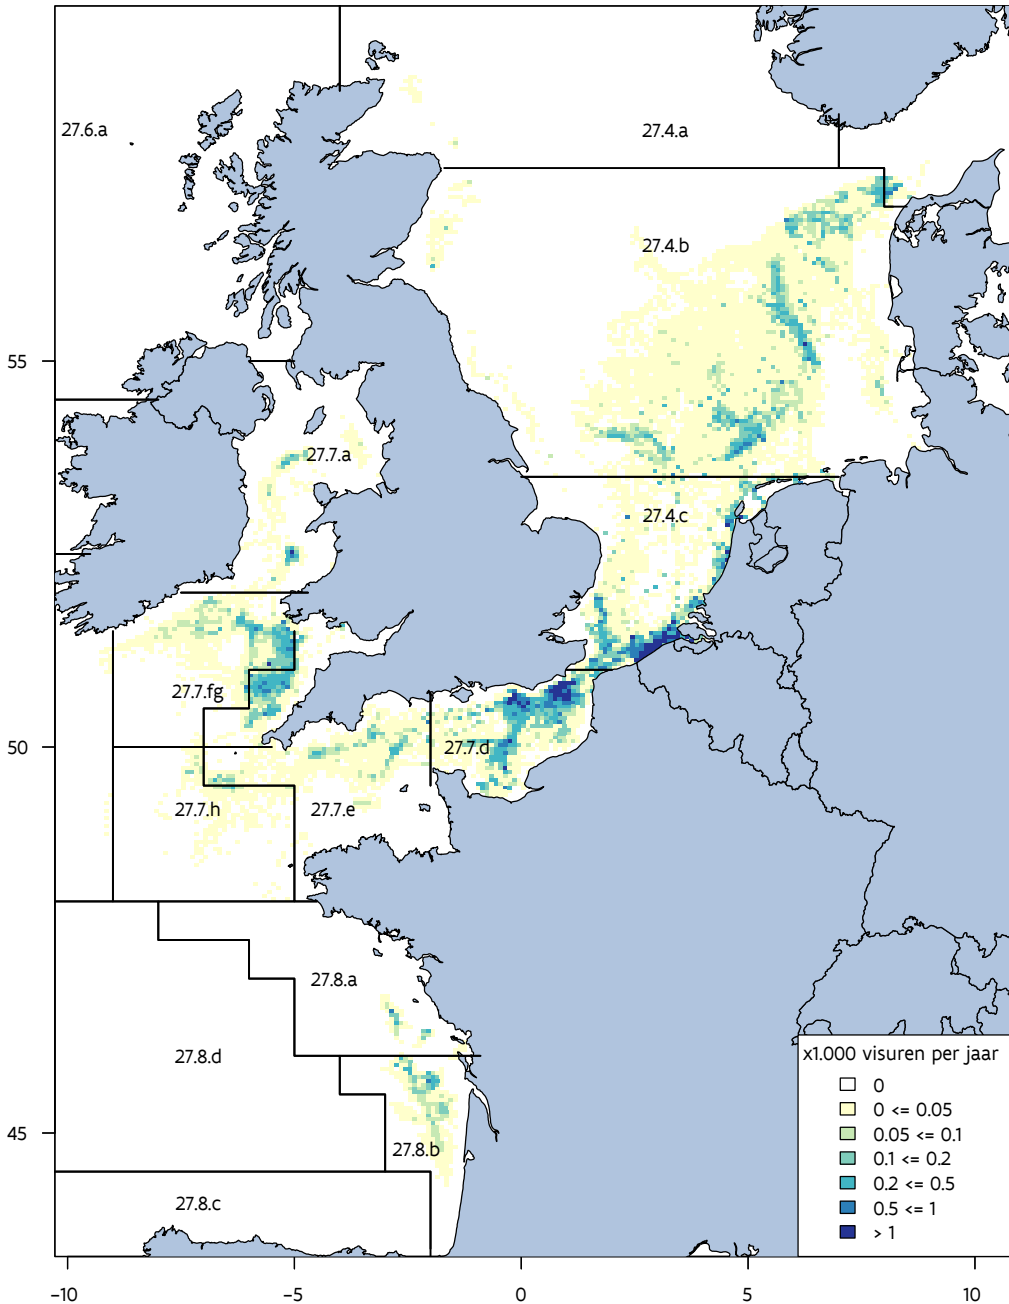 27.6.a
27.4.a
27.4.b
55
27.7.a
27.4.c
27.7.fg
50
27.7.d
27.7.h
27.7.e
27.8.a
27.8.d
x1.000 visuren per jaar
0
0 <= 0.05
0.05 <= 0.1
0.1 <= 0.2
0.2 <= 0.5
0.5 <= 1
> 1
45
27.8.b
27.8.c
−10
−5
0
5
10